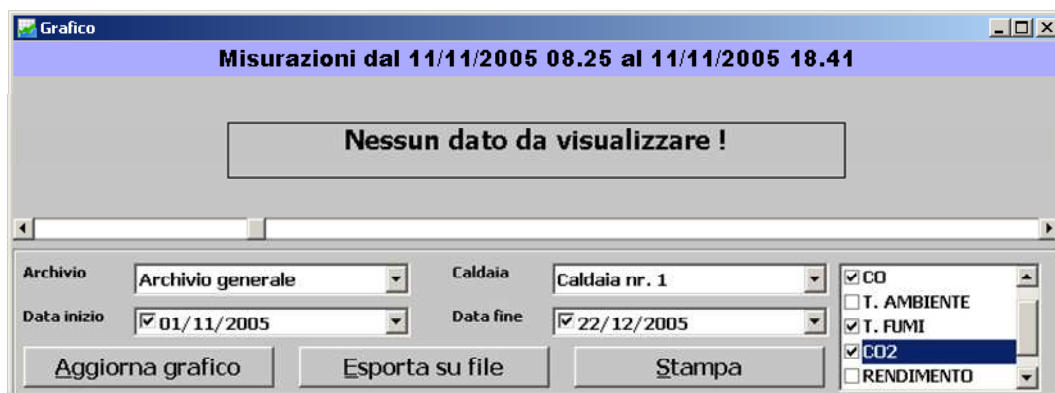 Grafico
Misurazioni dal 11/11/2005 08.25 al 11/11/2005 18.41
Nessun dato da visualizzare !
Archivio Archivio generale Caldaia Caldaia nr. 1
Data inizio 01/11/2005 Data fine 22/12/2005
CO
T. AMBIENTE
T. FUMI
CO2
RENDIMENTO
Aggiorna grafico Esporta su file Stampa